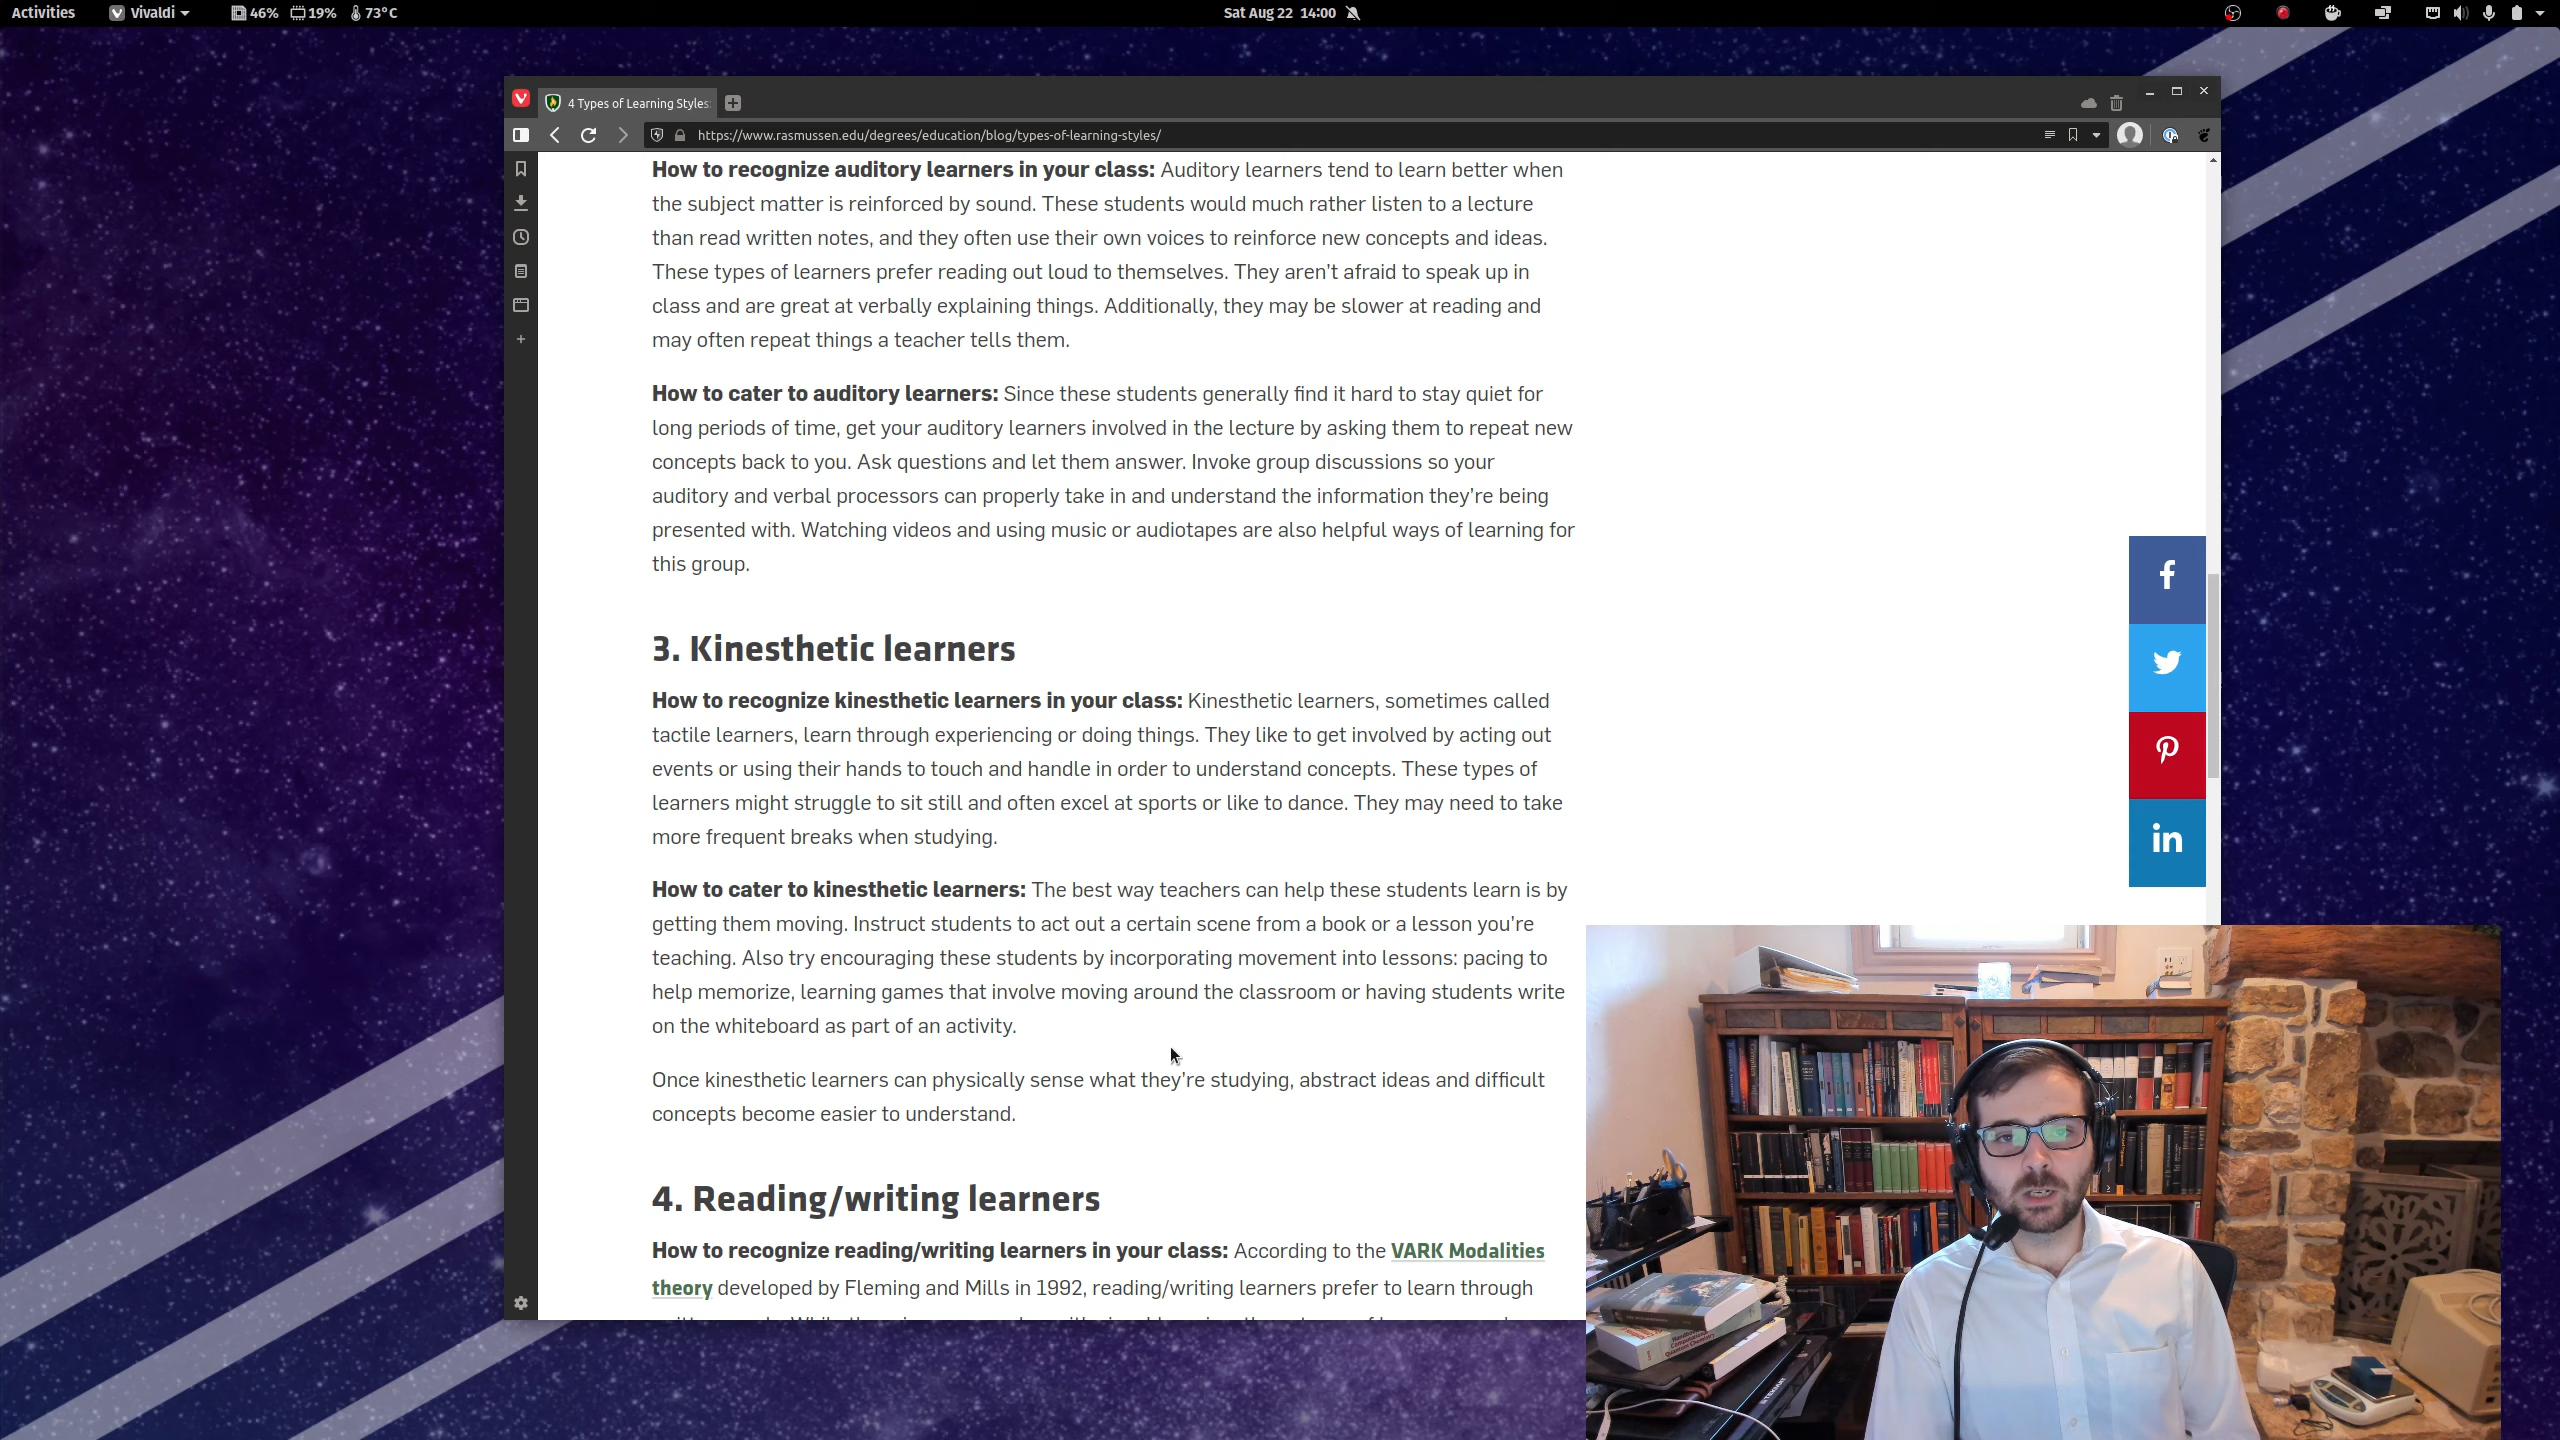 Activities
Vivaldi
46%
19%
73°C
Sat Aug 22 14:00
4 Types of Learning Styles
https://www.rasmussen.edu/degrees/education/blog/types-of-learning-styles/
How to recognize auditory learners in your class: Auditory learners tend to learn better when
the subject matter is reinforced by sound. These students would much rather listen to a lecture
than read written notes, and they often use their own voices to reinforce new concepts and ideas.
These types of learners prefer reading out loud to themselves. They aren't afraid to speak up in
class and are great at verbally explaining things. Additionally, they may be slower at reading and
may often repeat things a teacher tells them.
How to cater to auditory learners: Since these students generally find it hard to stay quiet for
long periods of time, get your auditory learners involved in the lecture by asking them to repeat new
concepts back to you. Ask questions and let them answer. Invoke group discussions so your
auditory and verbal processors can properly take in and understand the information they're being
presented with. Watching videos and using music or audiotapes are also helpful ways of learning for
this group.
3. Kinesthetic learners
How to recognize kinesthetic learners in your class: Kinesthetic learners, sometimes called
tactile learners, learn through experiencing or doing things. They like to get involved by acting out
events or using their hands to touch and handle in order to understand concepts. These types of
learners might struggle to sit still and often excel at sports or like to dance. They may need to take
more frequent breaks when studying.
How to cater to kinesthetic learners: The best way teachers can help these students learn is by
getting them moving. Instruct students to act out a certain scene from a book or a lesson you're
teaching. Also try encouraging these students by incorporating movement into lessons: pacing to
help memorize, learning games that involve moving around the classroom or having students write
on the whiteboard as part of an activity.
Once kinesthetic learners can physically sense what they're studying, abstract ideas and difficult
concepts become easier to understand.
4. Reading/writing learners
How to recognize reading/writing learners in your class: According to the VARK Modalities
theory developed by Fleming and Mills in 1992, reading/writing learners prefer to learn through